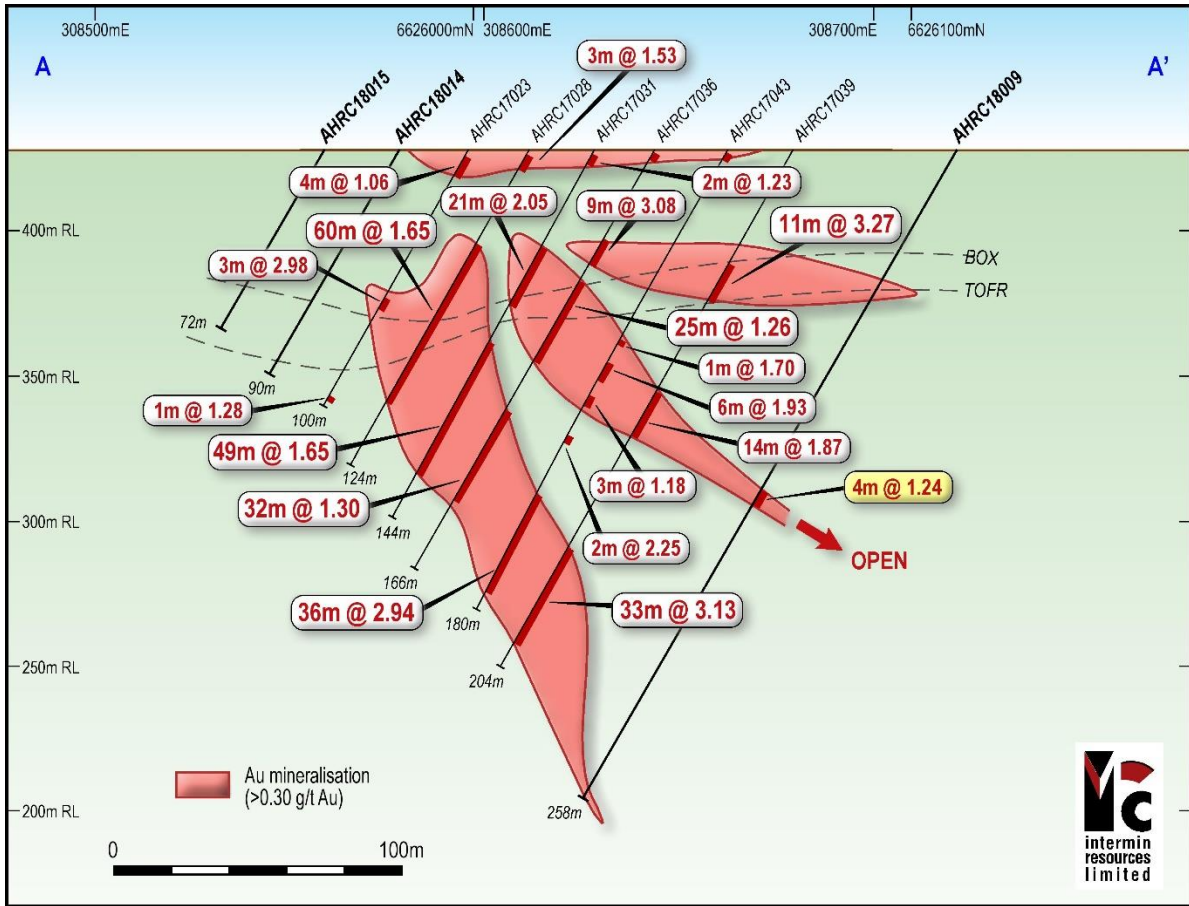 308500mE
6626000mN
308600mE
308700mE
6626100mN
A
A'
3m @ 1.53
AHRC18015
AHRC18014
AHRC17023
AHRC17028
AHRC17031
AHRC17036
AHRC17043
AHRC17039
AHRC18009
4m @ 1.06
2m @ 1.23
21m @ 2.05
9m @ 3.08
11m @ 3.27
400m RL
60m @ 1.65
3m @ 2.98
BOX
TOFR
72m
25m @ 1.26
350m RL
90m
1m @ 1.70
100m
1m @ 1.28
6m @ 1.93
49m @ 1.65
14m @ 1.87
124m
3m @ 1.18
4m @ 1.24
32m @ 1.30
300m RL
144m
2m @ 2.25
OPEN
166m
36m @ 2.94
180m
33m @ 3.13
250m RL
204m
Au mineralisation
(>0.30 g/t Au)
200m RL
258m
0
100m
intermin
resources
limited